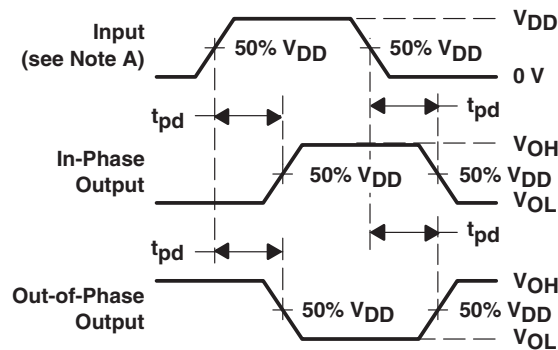 VDD
Input
(see Note A)
50% VDD
50% VDD
0 V
tpd
tpd
VOH
In-Phase
Output
50% VDD
50% VDD
VOL
tpd
tpd
VOH
Out-of-Phase
Output
50% VDD
50% VDD
VOL